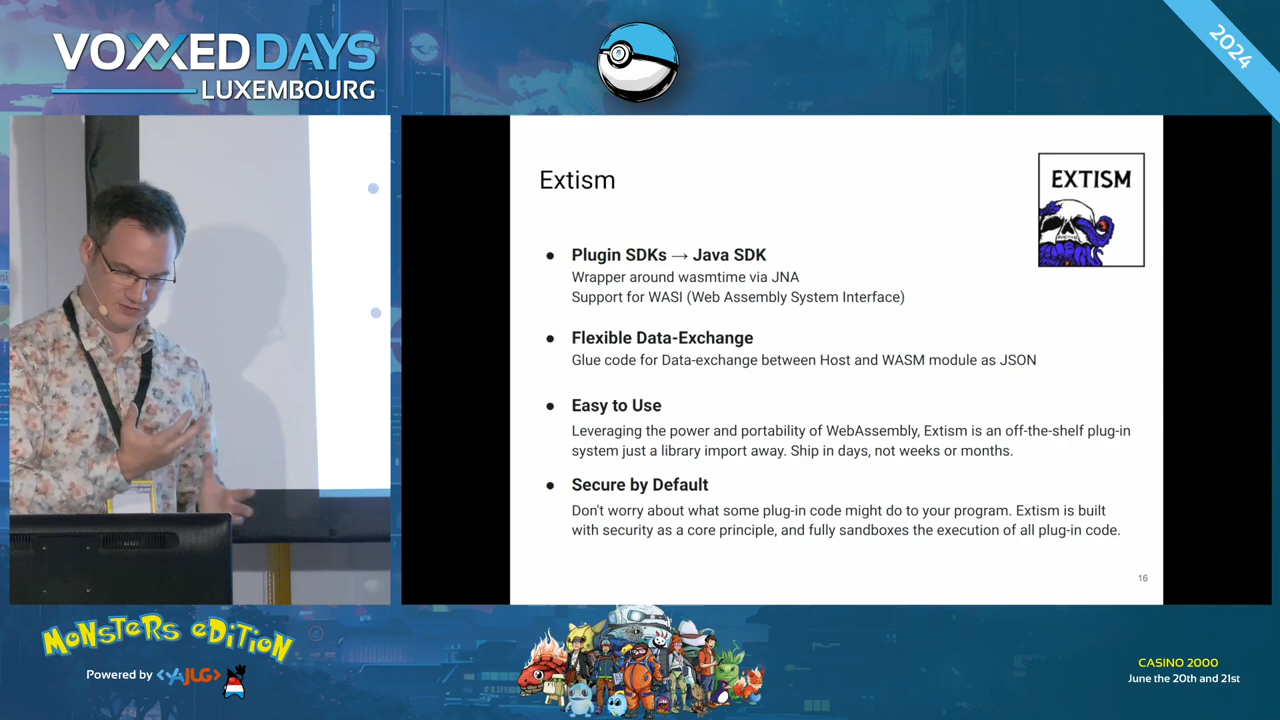 VOXXEDDAYS
LUXEMBOURG
2024
Extism
EXTISM
● Plugin SDKs → Java SDK
Wrapper around wasmtime via JNA
Support for WASI (Web Assembly System Interface)
● Flexible Data-Exchange
Glue code for Data-exchange between Host and WASM module as JSON
● Easy to Use
Leveraging the power and portability of WebAssembly, Extism is an off-the-shelf plug-in
system just a library import away. Ship in days, not weeks or months.
● Secure by Default
Don't worry about what some plug-in code might do to your program. Extism is built
with security as a core principle, and fully sandboxes the execution of all plug-in code.
16
MONSTERS EDITION
Powered by <YAJUG>
CASINO 2000
June the 20th and 21st